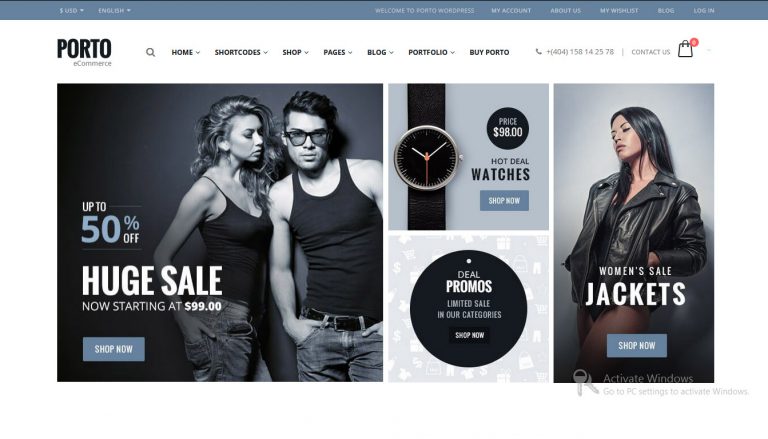 $ USD ENGLISH WELCOME TO PORTO WORDPRESS MY ACCOUNT ABOUT US MY WISHLIST BLOG LOG IN
PORTO
eCommerce
HOME SHORTCODES SHOP PAGES BLOG PORTFOLIO BUY PORTO +(404) 158 14 25 78 | CONTACT US 0
UP TO
50% OFF
HUGE SALE
NOW STARTING AT $99.00
SHOP NOW
PRICE
$98.00
HOT DEAL
WATCHES
SHOP NOW
DEAL
PROMOS
LIMITED SALE
IN OUR CATEGORIES
SHOP NOW
WOMEN'S SALE
JACKETS
SHOP NOW
Activate Windows
Go to PC settings to activate Windows.